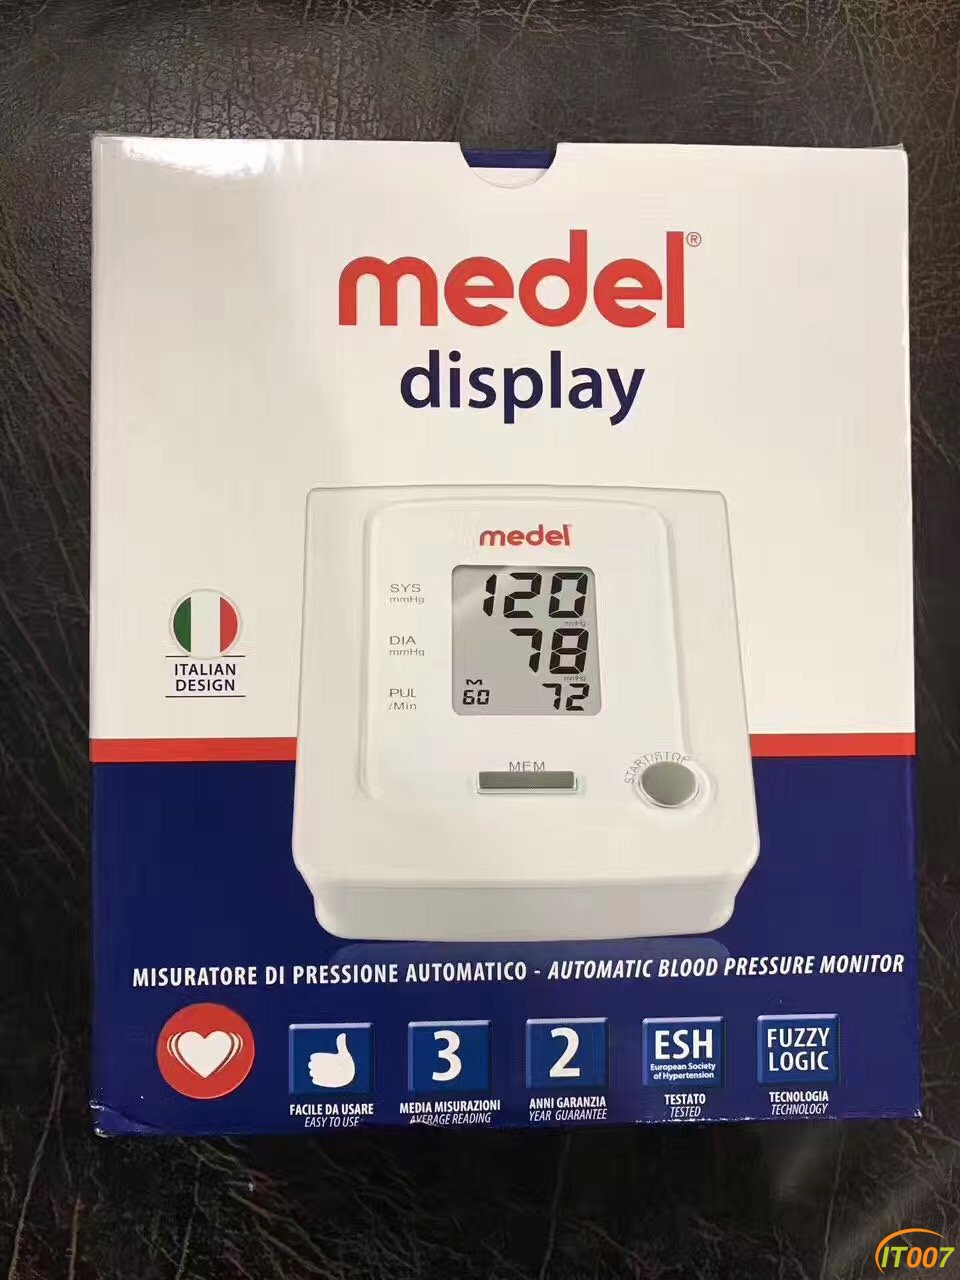 medel®
display
medel
SYS
mmHg
120
mmHg
DIA
mmHg
78
mmHg
PUL
/Min
M
60
72
MEM
START/STOP
ITALIAN
DESIGN
MISURATORE DI PRESSIONE AUTOMATICO - AUTOMATIC BLOOD PRESSURE MONITOR
FACILE DA USARE
EASY TO USE
3
MEDIA MISURAZIONI
AVERAGE READING
2
ANNI GARANZIA
YEAR GUARANTEE
ESH
European Society
of Hypertension
TESTATO
TESTED
FUZZY
LOGIC
TECNOLOGIA
TECHNOLOGY
IT007